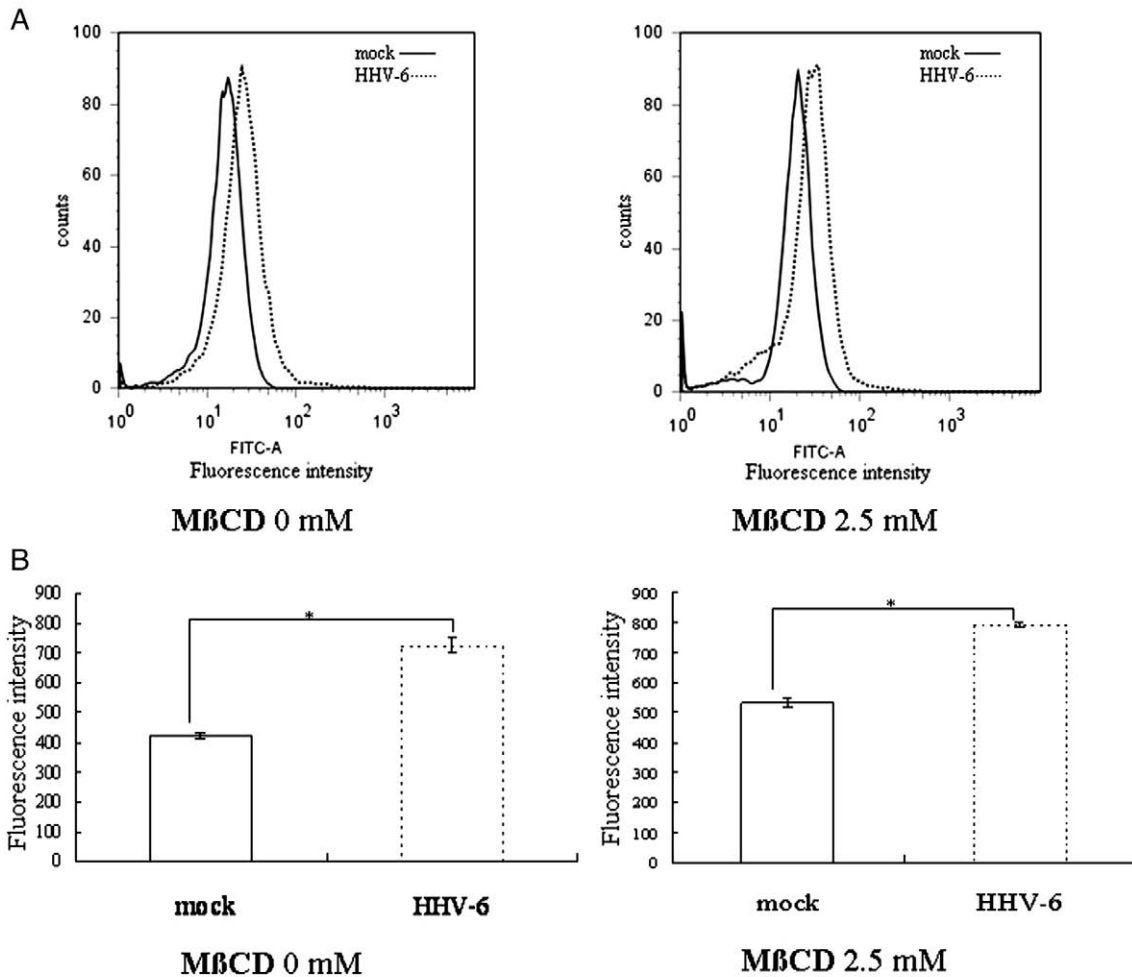 A
100
80
60
40
20
0
counts
mock
HHV-6
10^0 10^1 10^2 10^3
FITC-A
Fluorescence intensity
MßCD 0 mM
100
80
60
40
20
0
counts
mock
HHV-6
10^0 10^1 10^2 10^3
FITC-A
Fluorescence intensity
MßCD 2.5 mM
B
900
800
700
600
500
400
300
200
100
0
Fluorescence intensity
*
mock HHV-6
MßCD 0 mM
900
800
700
600
500
400
300
200
100
0
Fluorescence intensity
*
mock HHV-6
MßCD 2.5 mM